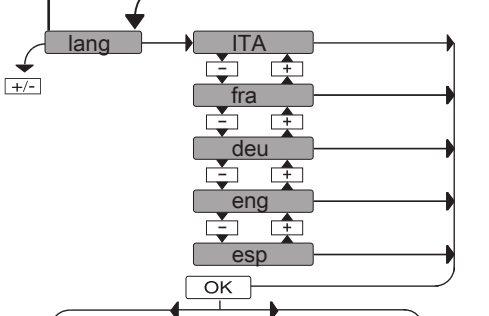 lang ITA
- +
+/- fra
- +
deu
- +
eng
- +
esp
OK